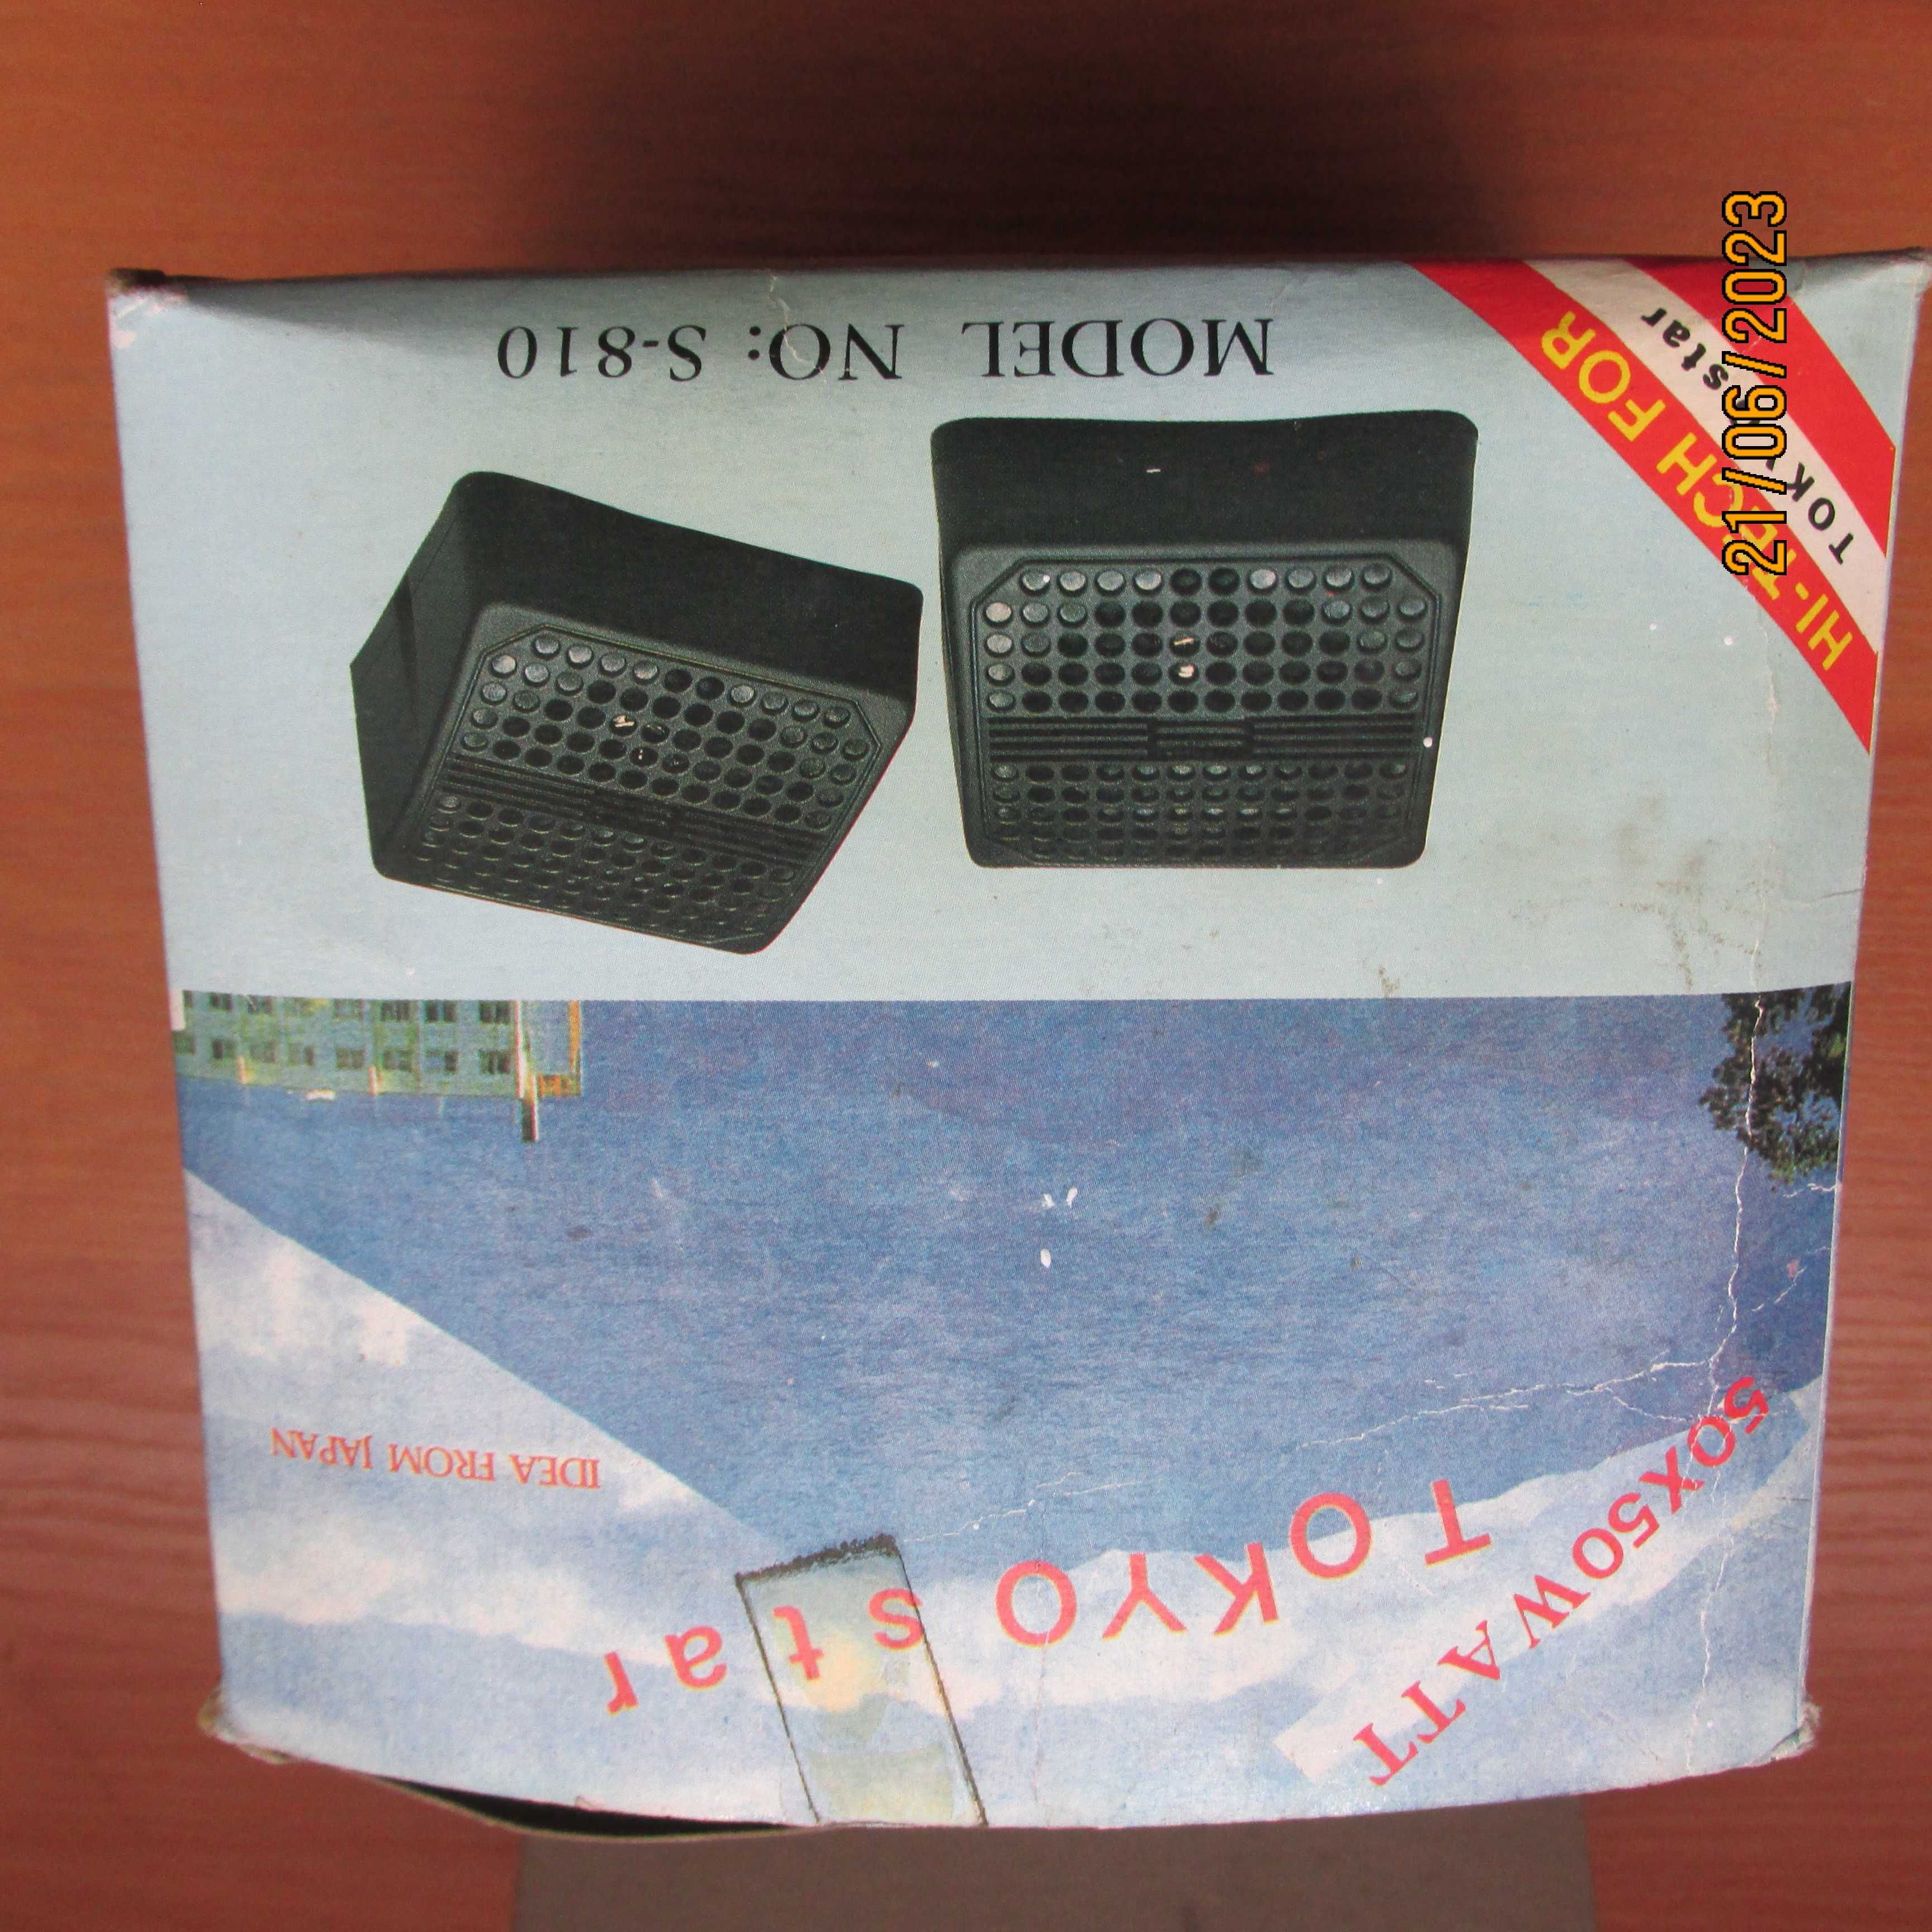 50X50WATT
TOKYO star
IDEA FROM JAPAN
HI-TECH FOR
TOKYO star
MODEL NO: S-810
21/06/2023